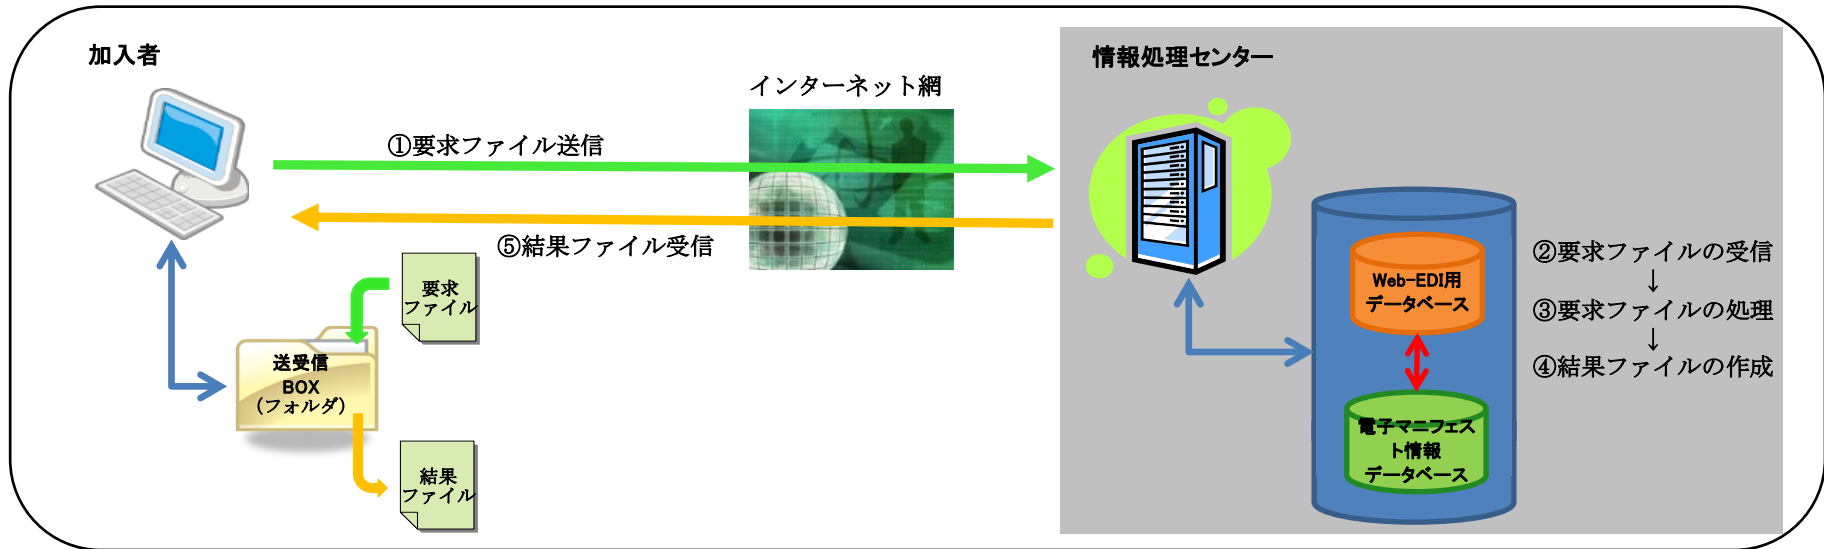 加入者
情報処理センター
インターネット網
①要求ファイル送信
⑤結果ファイル受信
要求
ファイル
送受信
BOX
(フォルダ)
結果
ファイル
Web-EDI用
データベース
電子マニフェス
ト情報
データベース
②要求ファイルの受信
↓
③要求ファイルの処理
↓
④結果ファイルの作成